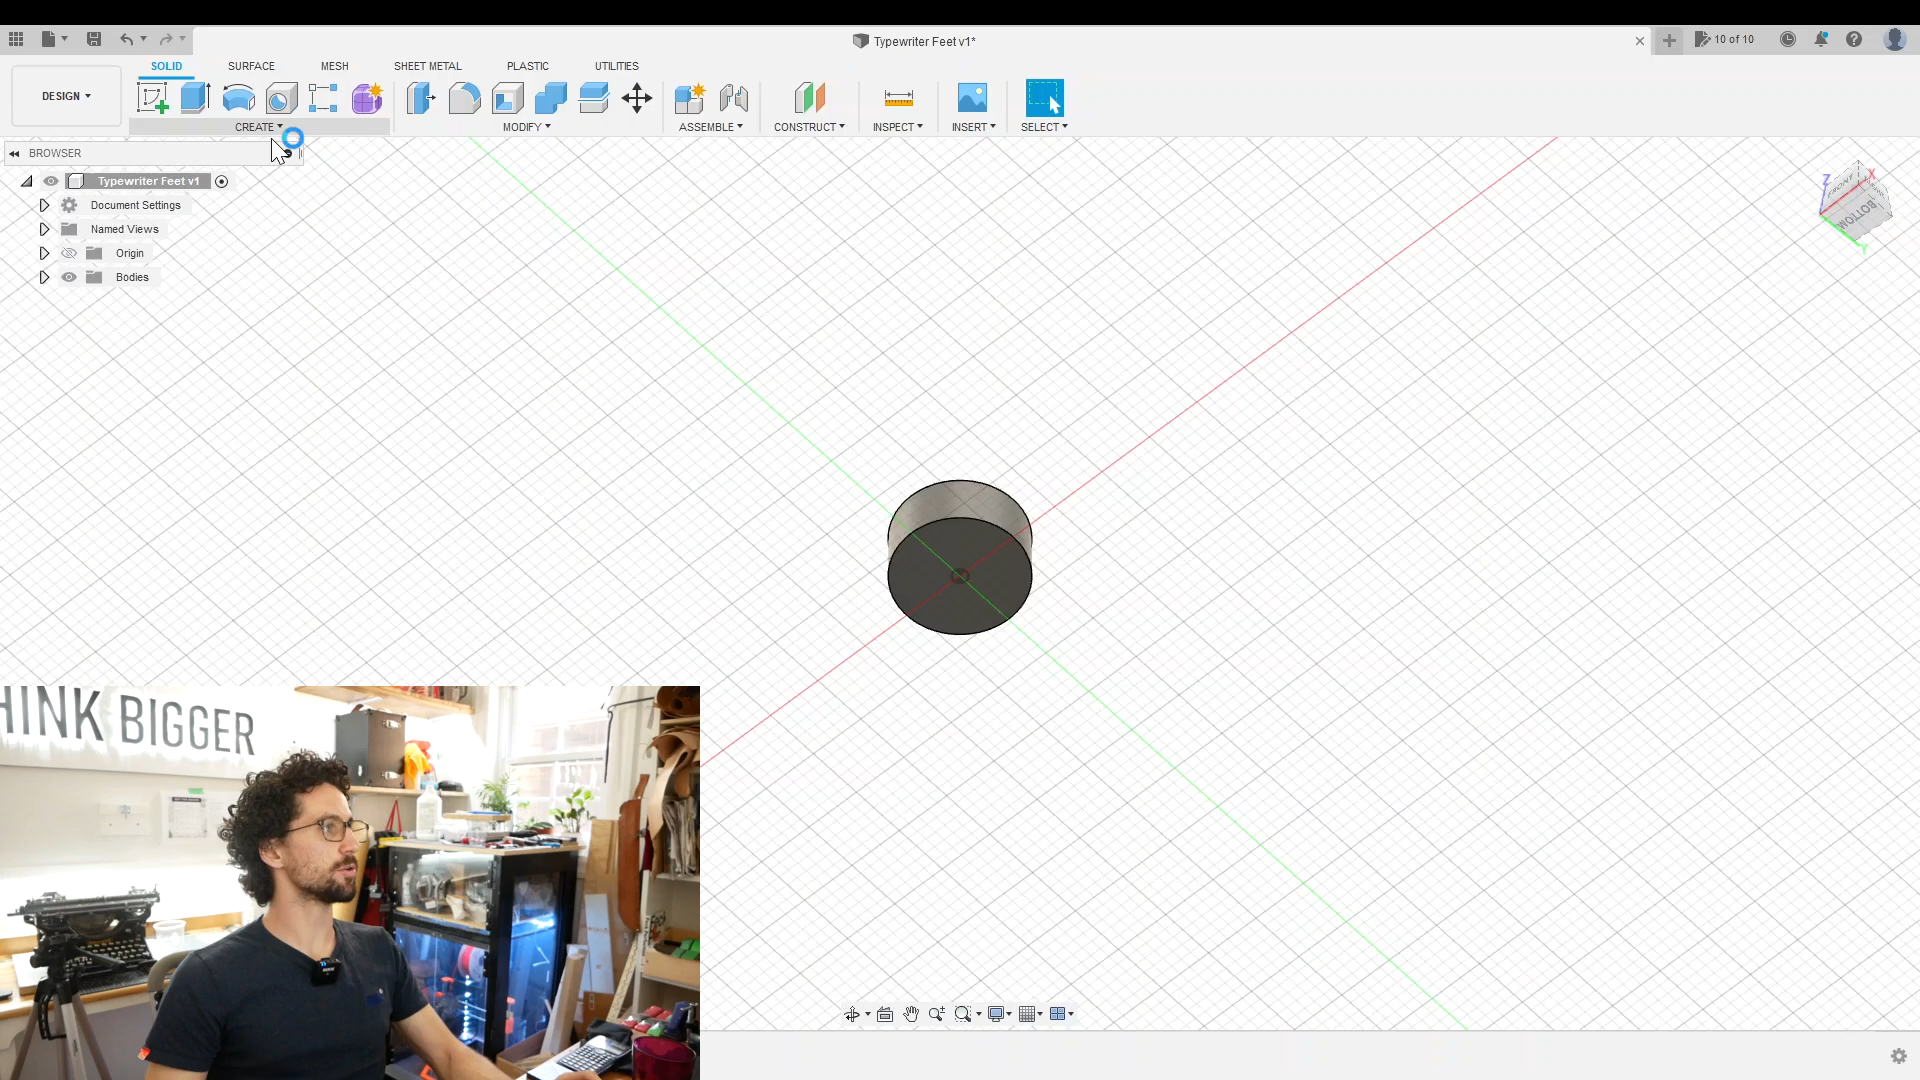 Typewriter Feet v1*
10 of 10
DESIGN
SOLID
SURFACE
MESH
SHEET METAL
PLASTIC
UTILITIES
CREATE
MODIFY
ASSEMBLE
CONSTRUCT
INSPECT
INSERT
SELECT
BROWSER
Typewriter Feet v1
Document Settings
Named Views
Origin
Bodies
Z
X
FRONT
BOTTOM
Y
HINK BIGGER